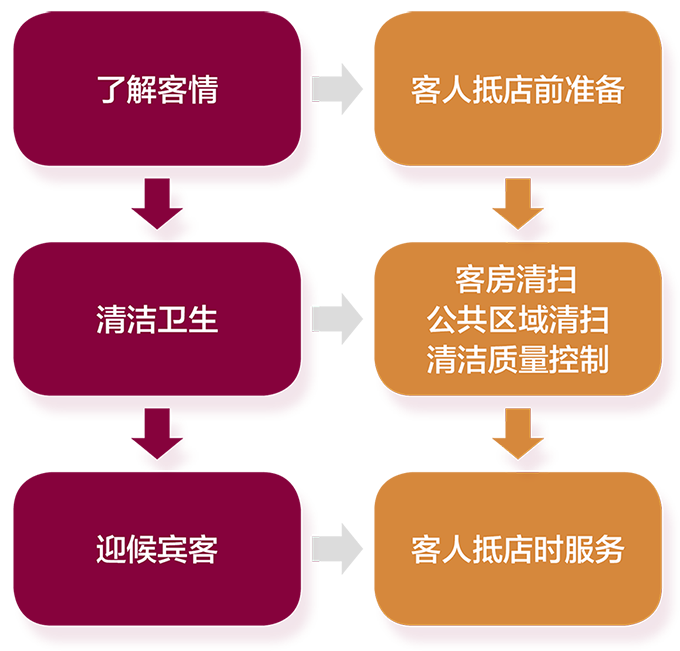 了解客情
客人抵店前准备
清洁卫生
客房清扫
公共区域清扫
清洁质量控制
迎候宾客
客人抵店时服务